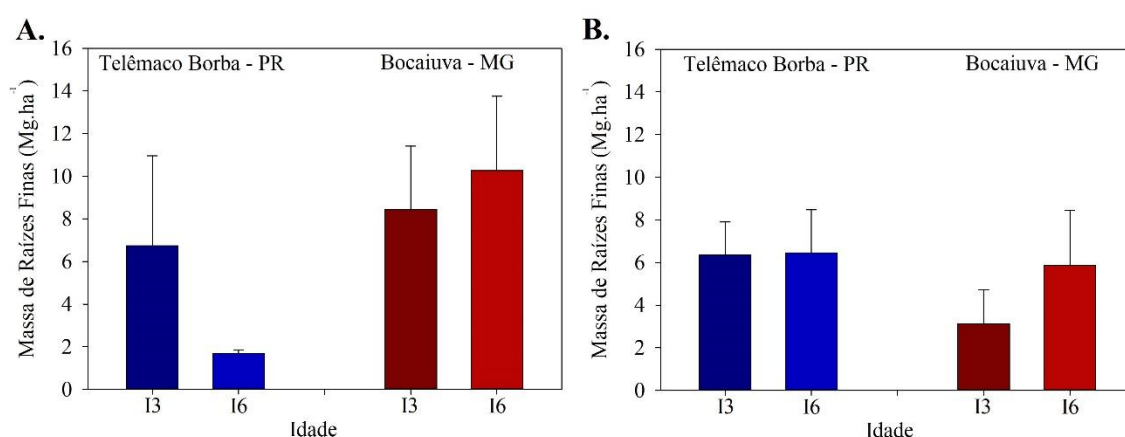 A.
Massa de Raízes Finas (Mg.ha⁻¹)
16
14
12
10
8
6
4
2
0
Telêmaco Borba - PR
Bocaiuva - MG
I3
I6
I3
I6
Idade
B.
Massa de Raízes Finas (Mg.ha⁻¹)
16
14
12
10
8
6
4
2
0
Telêmaco Borba - PR
Bocaiuva - MG
I3
I6
I3
I6
Idade